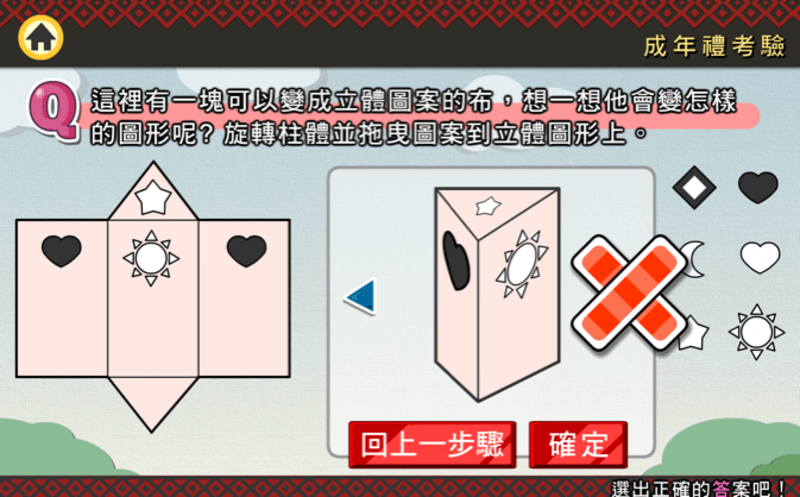 成年禮考驗
Q 這裡有一塊可以變成立體圖案的布，想一想他會變怎樣
的圖形呢? 旋轉柱體並拖曳圖案到立體圖形上。
回上一步驟
確定
選出正確的答案吧！